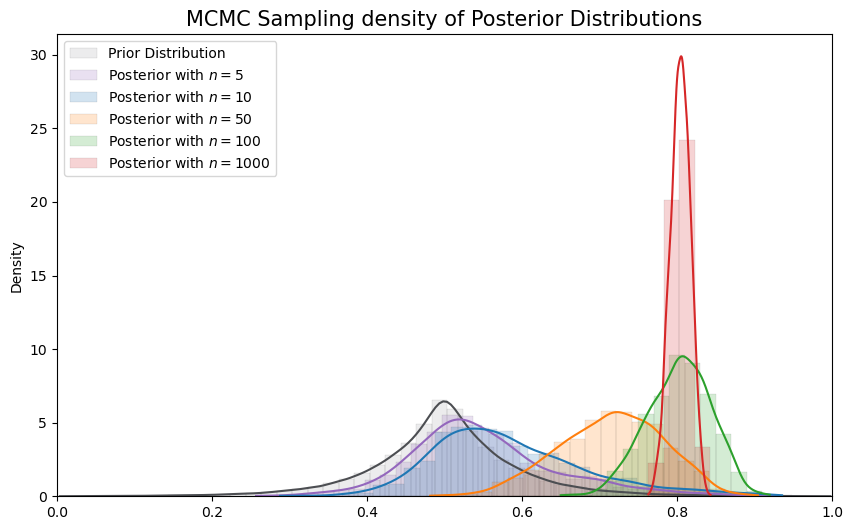 MCMC Sampling density of Posterior Distributions
Prior Distribution
Posterior with n = 5
Posterior with n = 10
Posterior with n = 50
Posterior with n = 100
Posterior with n = 1000
Density
30
25
20
15
10
5
0
0.0 0.2 0.4 0.6 0.8 1.0